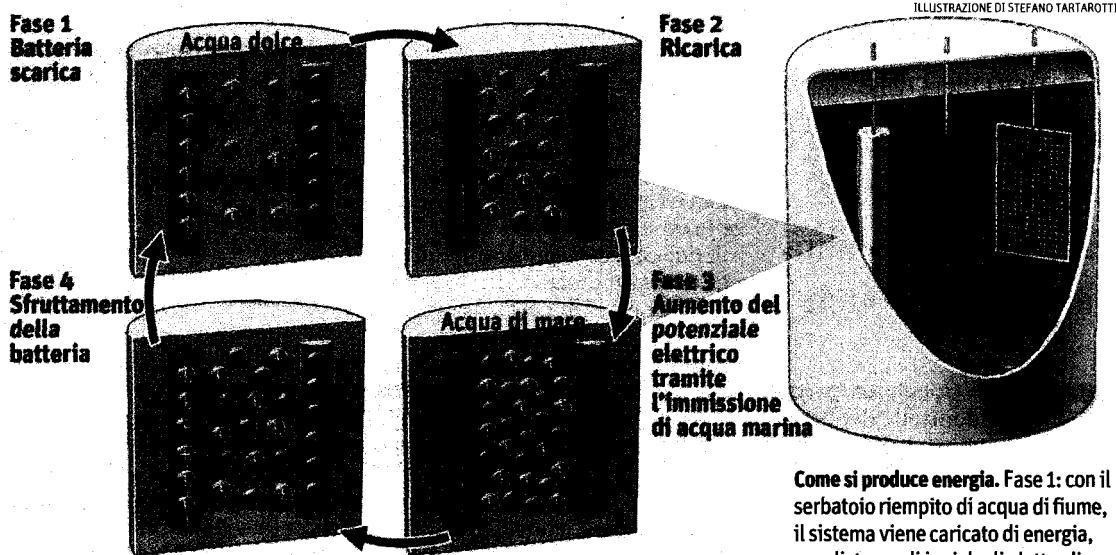 ILLUSTRAZIONE DI STEFANO TARTAROTTI
Fase 1
Batteria
scarica
Acqua dolce
Fase 2
Ricarica
Fase 4
Sfruttamento
della
batteria
Acqua di mare
Fase 3
Aumento del
potenziale
elettrico
tramite
l'immissione
di acqua marina
Come si produce energia. Fase 1: con il
serbatoio riempito di acqua di fiume,
il sistema viene caricato di energia,